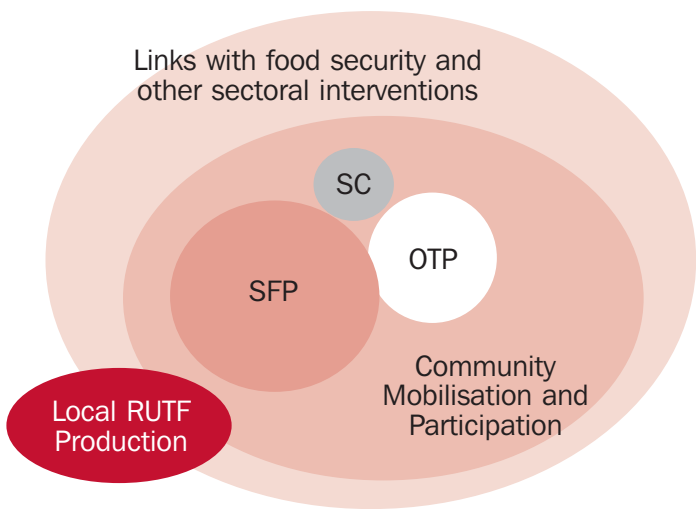 Links with food security and
other sectoral interventions
SC
OTP
SFP
Community
Mobilisation and
Participation
Local RUTF
Production